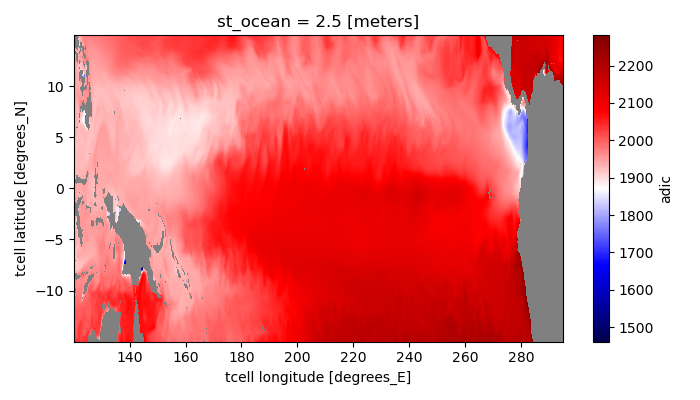 st_ocean = 2.5 [meters]
10
5
0
−5
−10
tcell latitude [degrees_N]
140 160 180 200 220 240 260 280
tcell longitude [degrees_E]
2200
2100
2000
1900
1800
1700
1600
1500
adic